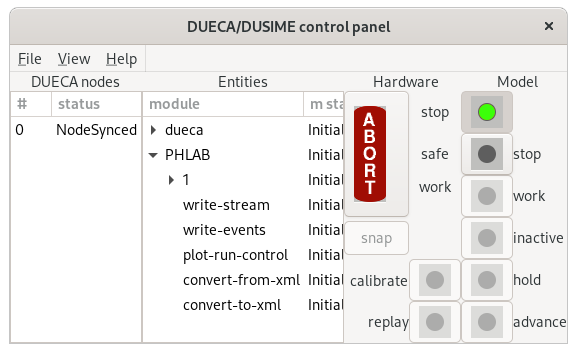 DUECA/DUSIME control panel ×
File View Help
DUECA nodes Entities Hardware Model
# status module m sta
0 NodeSynced
dueca Initial
PHLAB Initial
1 Initial
write-stream Initial
write-events Initial
plot-run-control Initial
convert-from-xml Initial
convert-to-xml Initial
ABORT
snap
stop
safe stop
work work
inactive
calibrate hold
replay advance